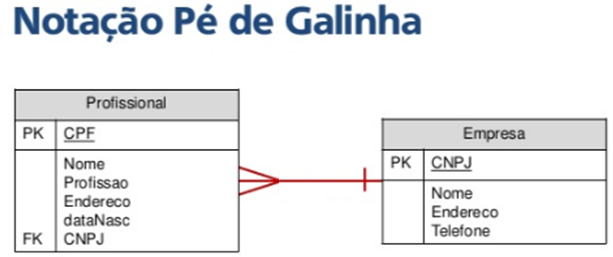 Notação Pé de Galinha
Profissional
PK CPF
Nome
Profissao
Endereco
dataNasc
FK CNPJ
Empresa
PK CNPJ
Nome
Endereco
Telefone